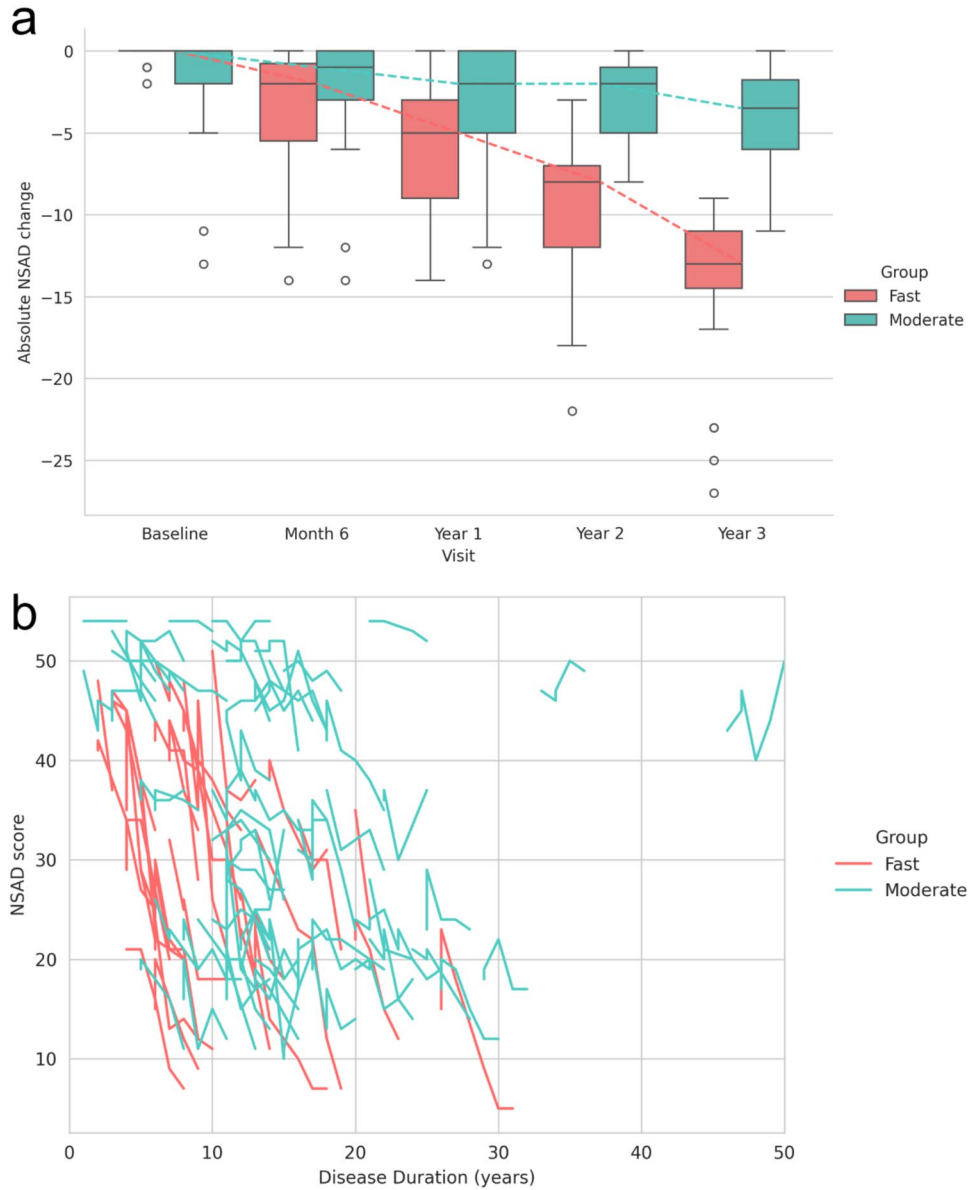 a
0
−5
−10
−15
−20
−25
Absolute NSAD change
Baseline Month 6 Year 1 Year 2 Year 3
Visit
Group
Fast
Moderate
b
50
40
30
20
10
NSAD score
0 10 20 30 40 50
Disease Duration (years)
Group
Fast
Moderate